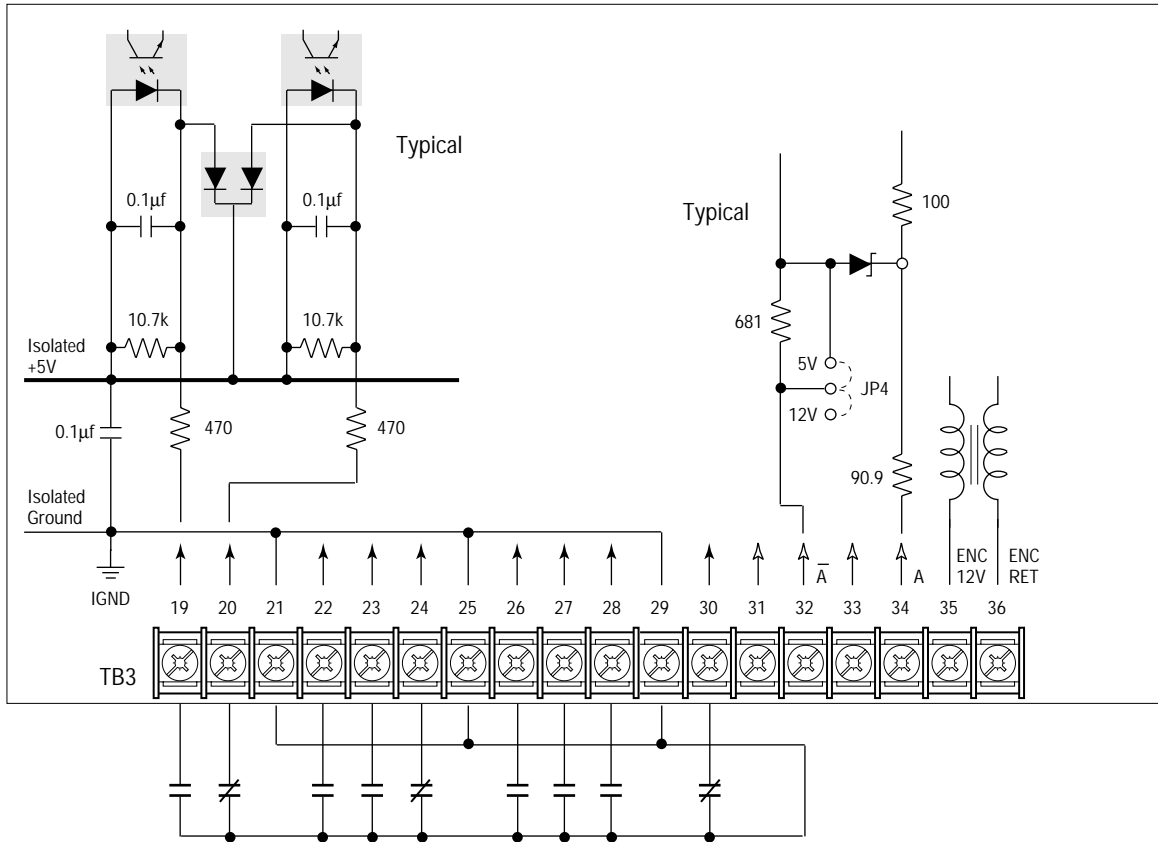 Typical
Typical
0.1µf
0.1µf
100
10.7k
10.7k
681
Isolated
+5V
5V
JP4
12V
0.1µf
470
470
90.9
Isolated
Ground
IGND
A
A
ENC
12V
ENC
RET
19 20 21 22 23 24 25 26 27 28 29 30 31 32 33 34 35 36
TB3